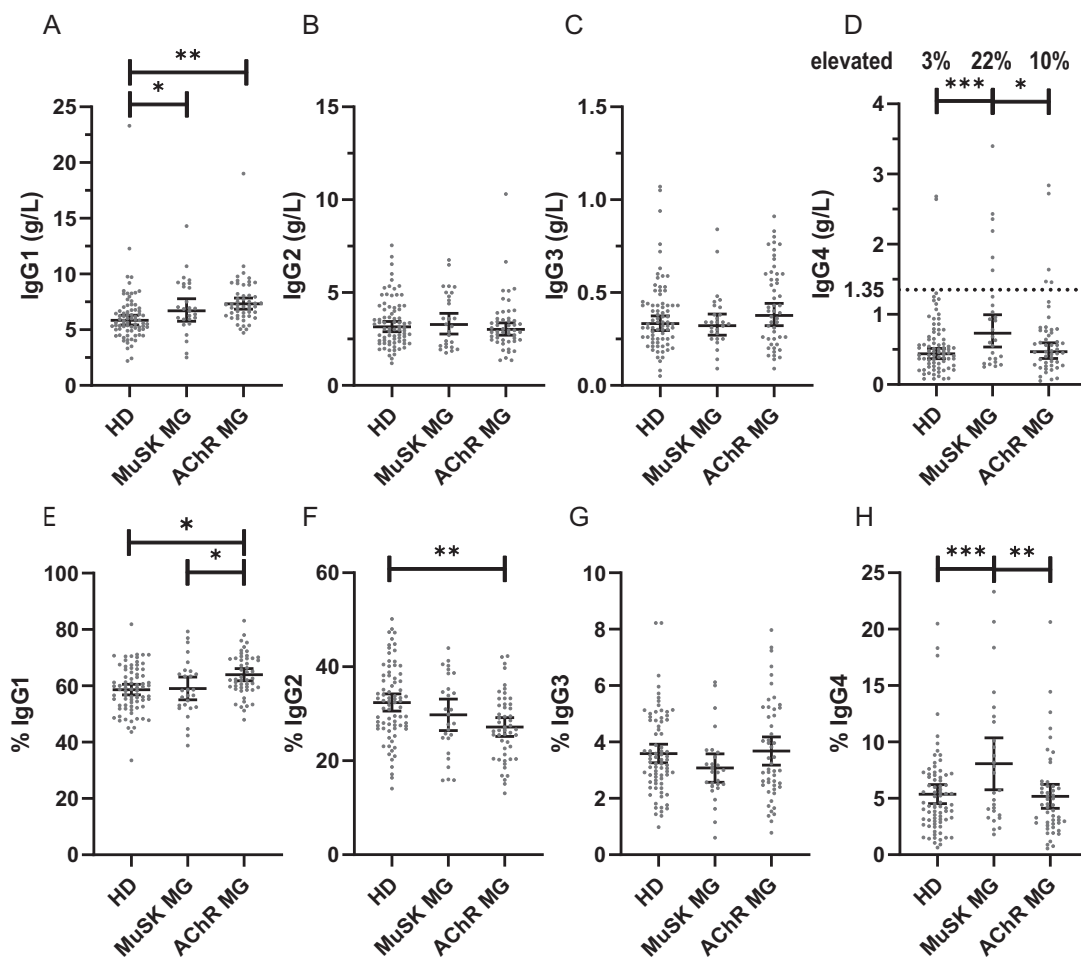 A
B
C
D
elevated 3% 22% 10%
** 
*
*** *
IgG1 (g/L)
25
20
15
10
5
0
HD
MuSK MG
AChR MG
IgG2 (g/L)
15
10
5
0
HD
MuSK MG
AChR MG
IgG3 (g/L)
1.5
1.0
0.5
0.0
HD
MuSK MG
AChR MG
IgG4 (g/L)
4
3
2
1.35
1
0
HD
MuSK MG
AChR MG
E
F
G
H
*
*
**
*** **
% IgG1
100
80
60
40
20
0
HD
MuSK MG
AChR MG
% IgG2
60
40
20
0
HD
MuSK MG
AChR MG
% IgG3
10
8
6
4
2
0
HD
MuSK MG
AChR MG
% IgG4
25
20
15
10
5
0
HD
MuSK MG
AChR MG